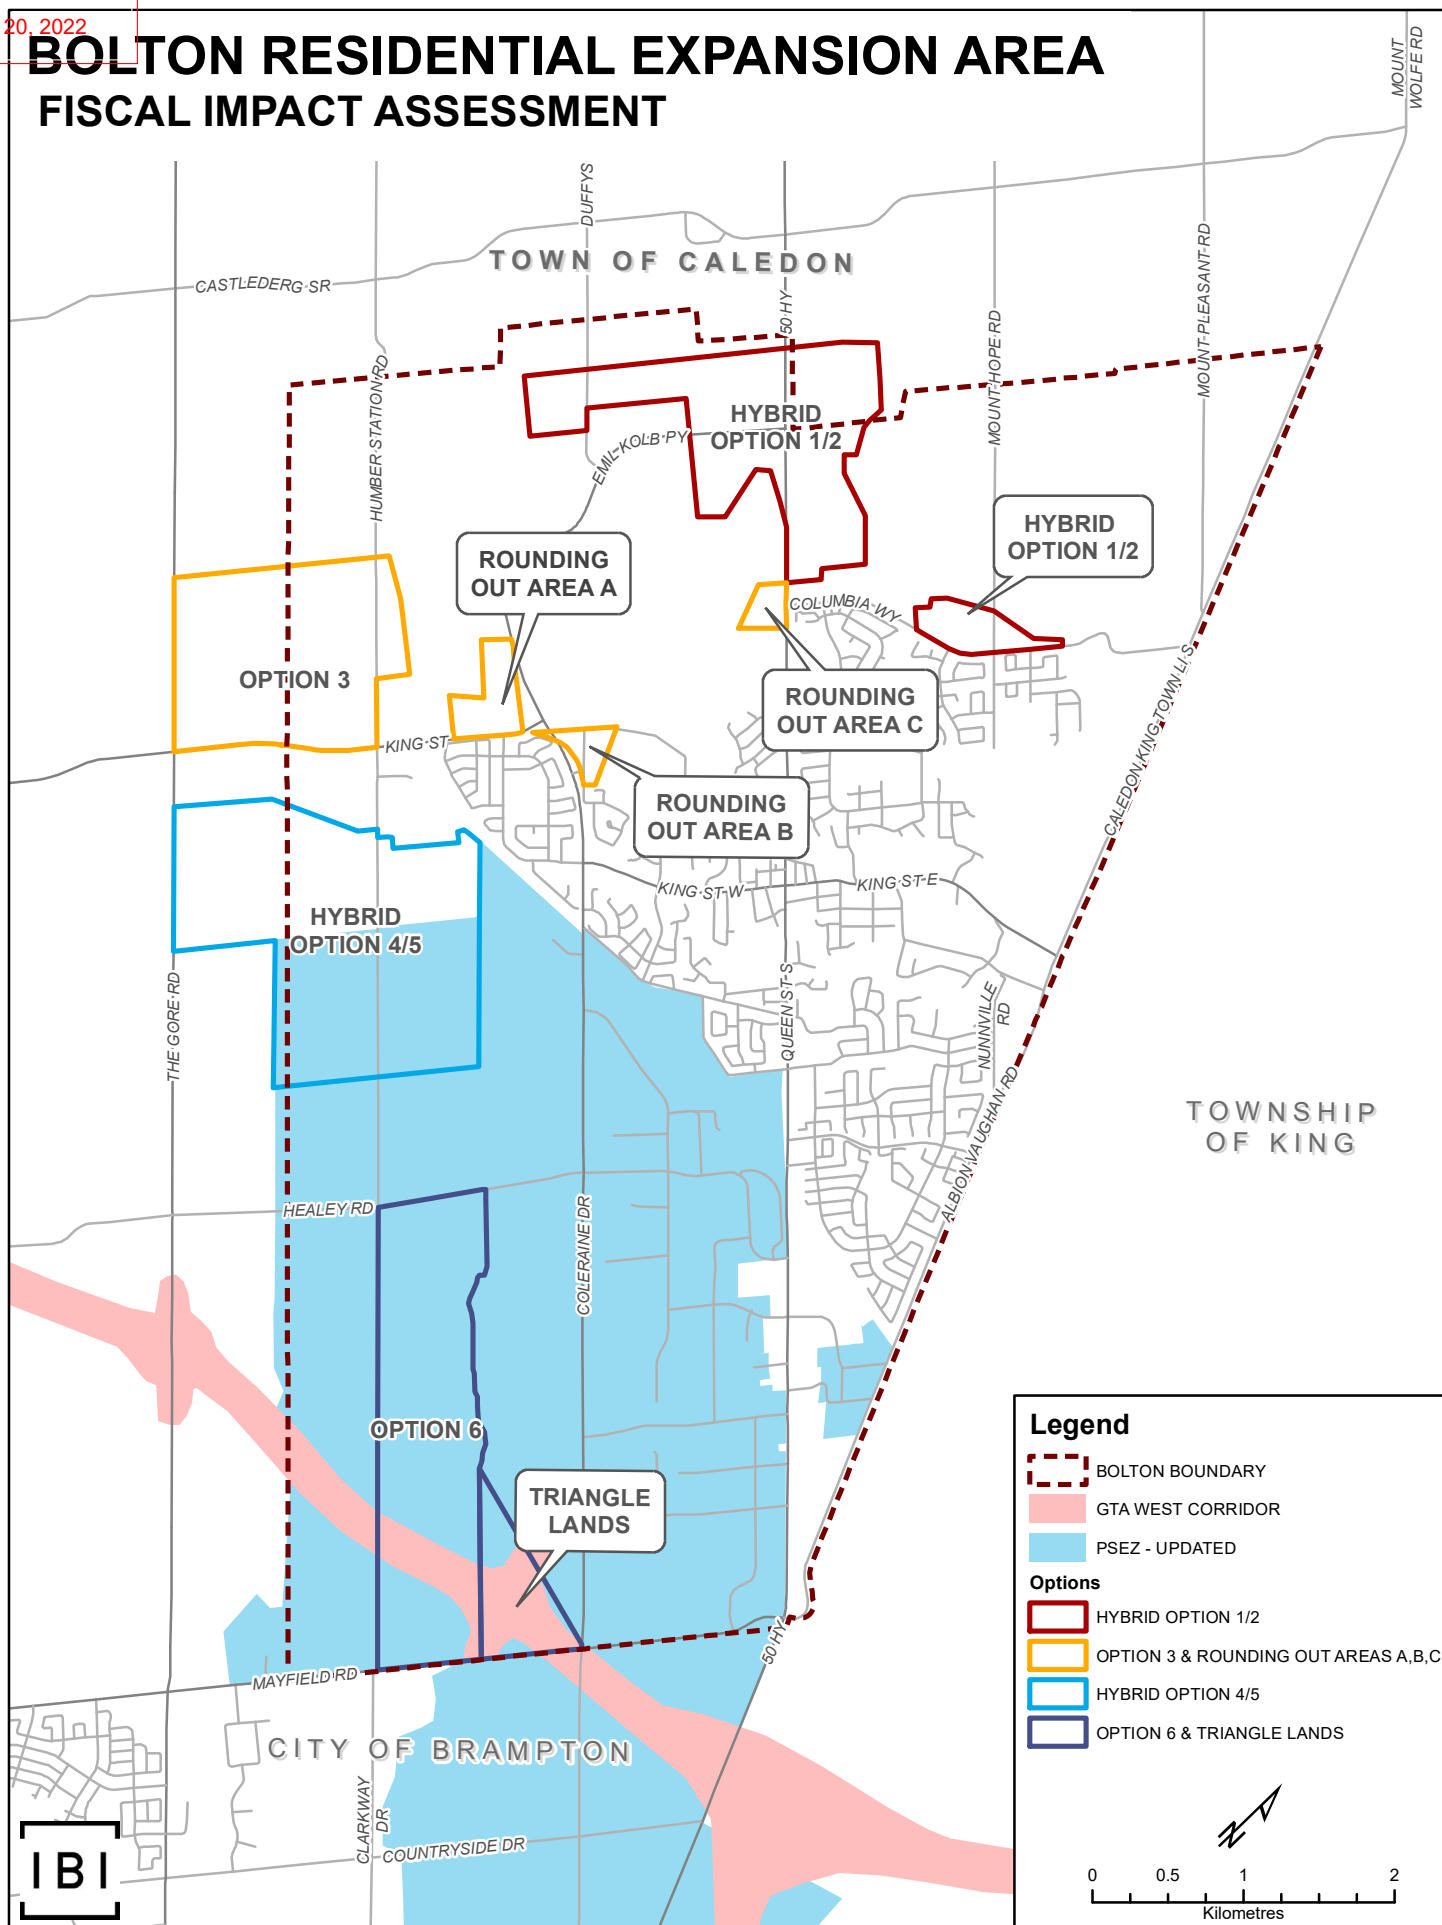 20, 2022
BOLTON RESIDENTIAL EXPANSION AREA
FISCAL IMPACT ASSESSMENT
MOUNT
WOLFE RD
DUFFYS
TOWN OF CALEDON
CASTLEDERG SR
50 HY
MOUNT PLEASANT RD
MOUNT HOPE RD
HUMBER STATION RD
HYBRID
OPTION 1/2
EMIL KOLB PY
HYBRID
OPTION 1/2
ROUNDING
OUT AREA A
COLUMBIA WY
OPTION 3
ROUNDING
OUT AREA C
KING ST
CALEDON KING TOWN LI S
ROUNDING
OUT AREA B
KING ST W
KING ST E
HYBRID
OPTION 4/5
THE GORE RD
QUEEN ST S
NUNNVILLE
RD
ALBION VAUGHAN RD
TOWNSHIP
OF KING
HEALEY RD
COLERAINE DR
OPTION 6
TRIANGLE
LANDS
50 HY
MAYFIELD RD
CITY OF BRAMPTON
CLARKWAY
DR
COUNTRYSIDE DR
IBI
Legend
BOLTON BOUNDARY
GTA WEST CORRIDOR
PSEZ - UPDATED
Options
HYBRID OPTION 1/2
OPTION 3 & ROUNDING OUT AREAS A,B,C
HYBRID OPTION 4/5
OPTION 6 & TRIANGLE LANDS
N
0 0.5 1 2
Kilometres